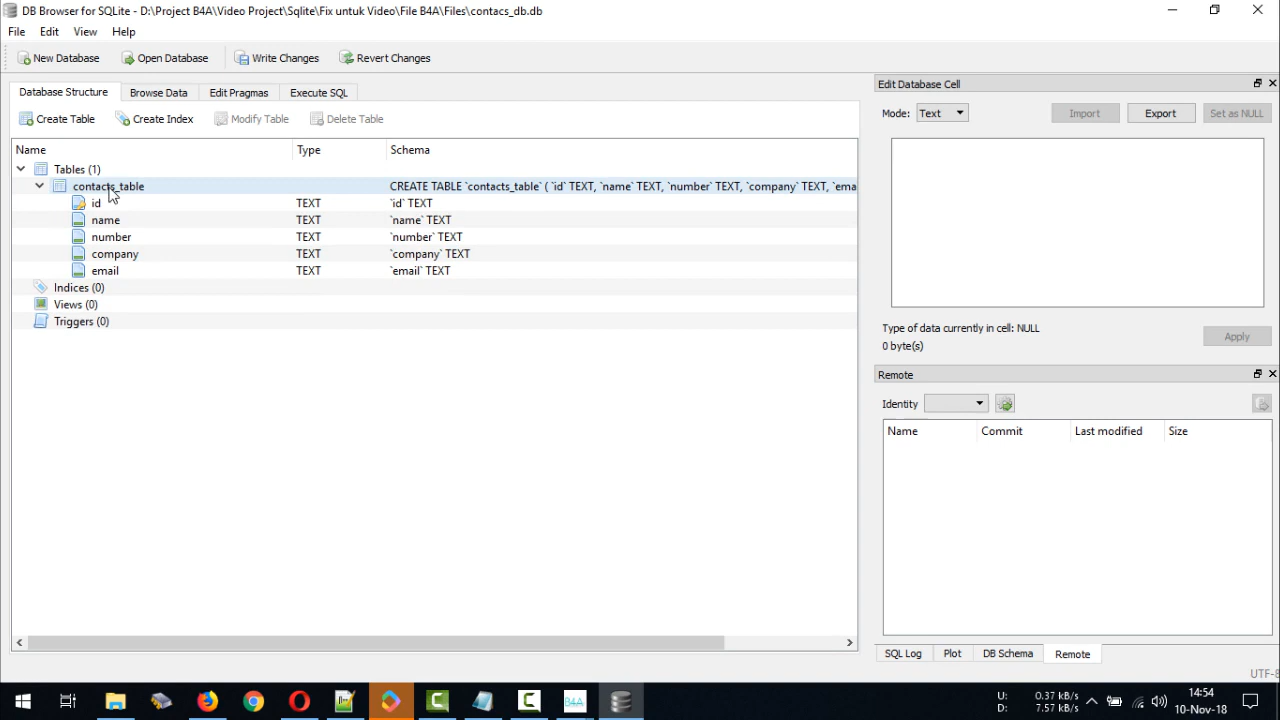 DB Browser for SQLite - D:\Project B4A\Video Project\Sqlite\Fix untuk Video\File B4A\Files\contacs_db.db
File Edit View Help
New Database Open Database Write Changes Revert Changes
Database Structure Browse Data Edit Pragmas Execute SQL
Create Table Create Index Modify Table Delete Table
Name Type Schema
Tables (1)
contacts_table CREATE TABLE `contacts_table` ( `id` TEXT, `name` TEXT, `number` TEXT, `company` TEXT, `ema
id TEXT `id` TEXT
name TEXT `name` TEXT
number TEXT `number` TEXT
company TEXT `company` TEXT
email TEXT `email` TEXT
Indices (0)
Views (0)
Triggers (0)
Edit Database Cell
Mode: Text Import Export Set as NULL
Type of data currently in cell: NULL
0 byte(s)
Apply
Remote
Identity
Name Commit Last modified Size
SQL Log Plot DB Schema Remote
UTF-8
B4A
U: 0.37 kB/s
D: 7.57 kB/s
14:54
10-Nov-18